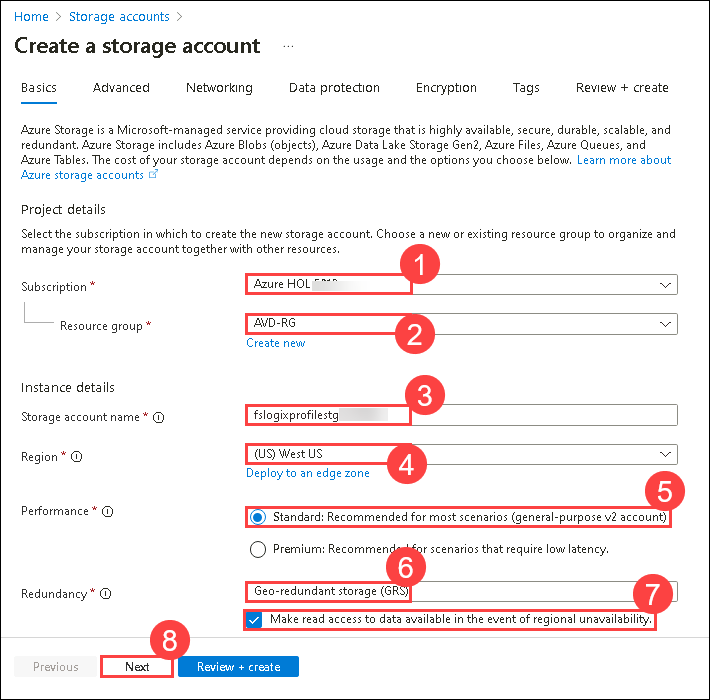 Home > Storage accounts >
Create a storage account ...
Basics Advanced Networking Data protection Encryption Tags Review + create
Azure Storage is a Microsoft-managed service providing cloud storage that is highly available, secure, durable, scalable, and
redundant. Azure Storage includes Azure Blobs (objects), Azure Data Lake Storage Gen2, Azure Files, Azure Queues, and
Azure Tables. The cost of your storage account depends on the usage and the options you choose below. Learn more about
Azure storage accounts
Project details
Select the subscription in which to create the new storage account. Choose a new or existing resource group to organize and
manage your storage account together with other resources.
1
Subscription * Azure HOL
Resource group * AVD-RG
2
Create new
Instance details
3
Storage account name * fslogixprofilestg
Region * (US) West US
4
Deploy to an edge zone
5
Performance * Standard: Recommended for most scenarios (general-purpose v2 account)
Premium: Recommended for scenarios that require low latency.
6
Redundancy * Geo-redundant storage (GRS)
7
Make read access to data available in the event of regional unavailability.
8
Previous Next Review + create